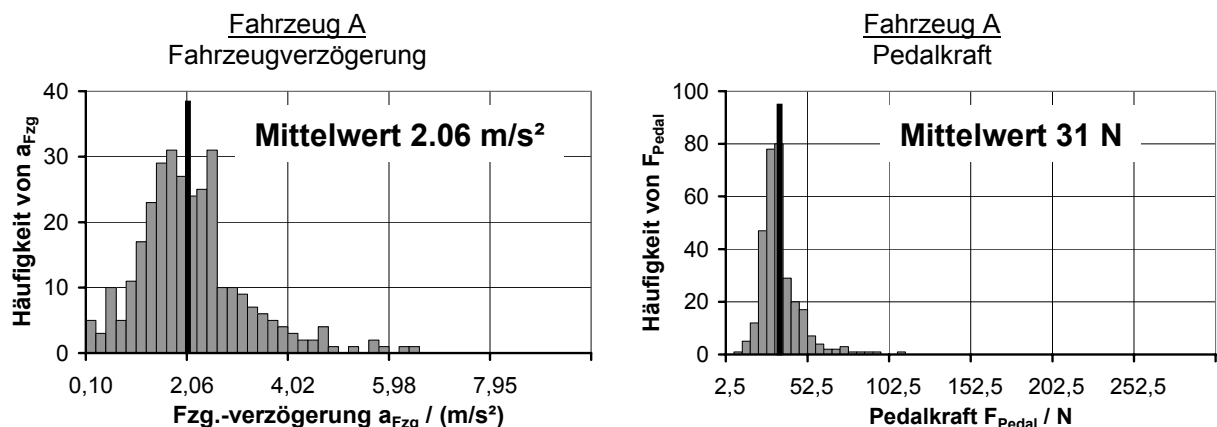 Fahrzeug A
Fahrzeugverzögerung
Häufigkeit von aFzg
40
30
20
10
0
Mittelwert 2.06 m/s²
0,10 2,06 4,02 5,98 7,95
Fzg.-verzögerung aFzg / (m/s²)
Fahrzeug A
Pedalkraft
Häufigkeit von FPedal
100
80
60
40
20
0
Mittelwert 31 N
2,5 52,5 102,5 152,5 202,5 252,5
Pedalkraft FPedal / N